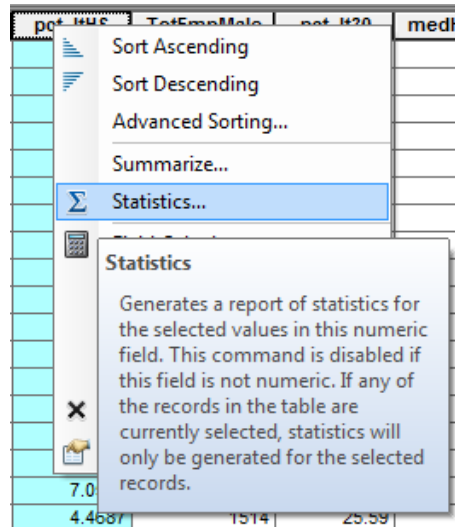 TotEmpMale
Sort Ascending
Sort Descending
Advanced Sorting...
Summarize...
Σ Statistics...
Statistics
Generates a report of statistics for
the selected values in this numeric
field. This command is disabled if
this field is not numeric. If any of
the records in the table are
currently selected, statistics will
only be generated for the selected
records.
4.4687 1514 25.59